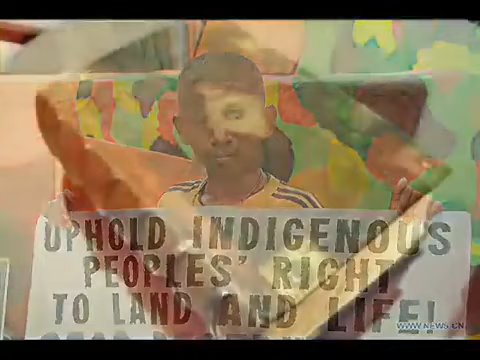 UPHOLD INDIGENOUS
PEOPLES' RIGHT
TO LAND AND LIFE!
WWW.NEWS.CN